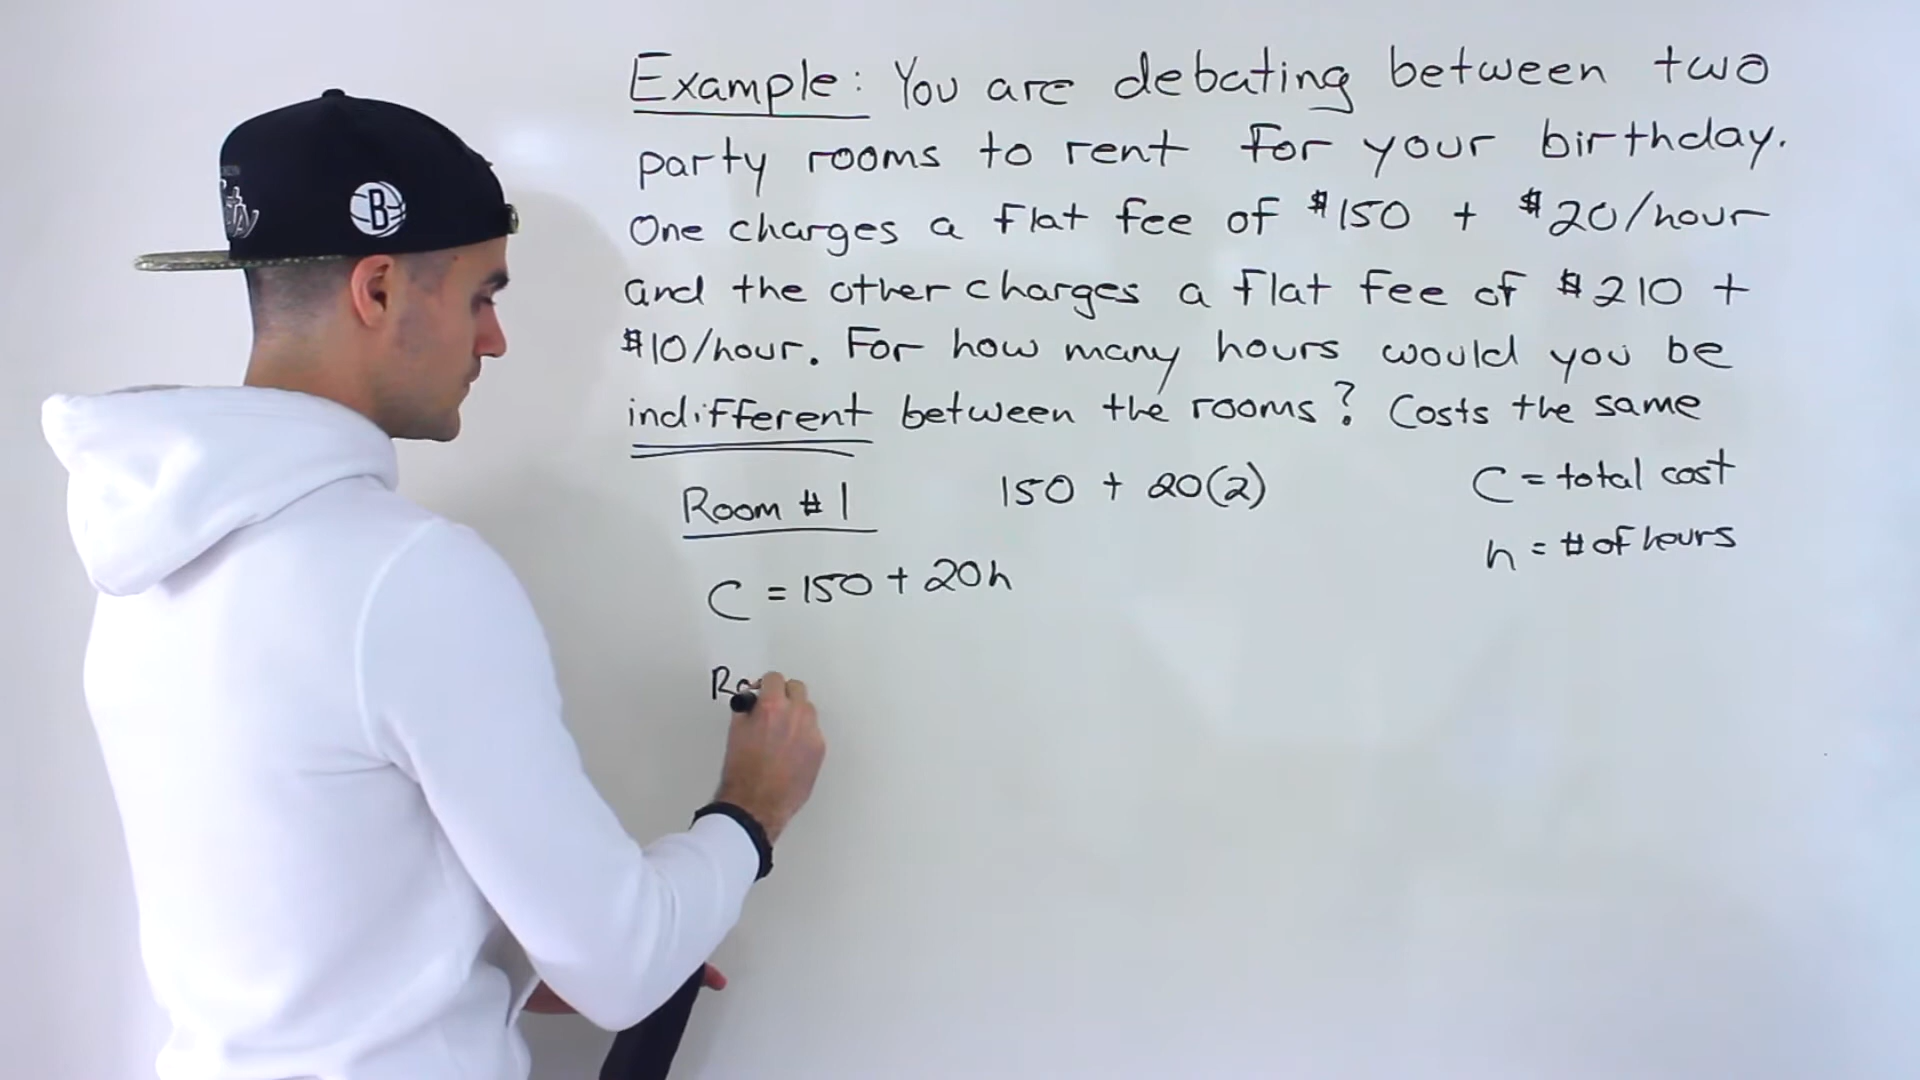 Example: You are debating between two
party rooms to rent for your birthday.
One charges a flat fee of $150 + $20/hour
and the other charges a flat fee of $210 +
$10/hour. For how many hours would you be
indifferent between the rooms? Costs the same
Room #1
150 + 20(2)
C = total cost
h = # of hours
C = 150 + 20h
B